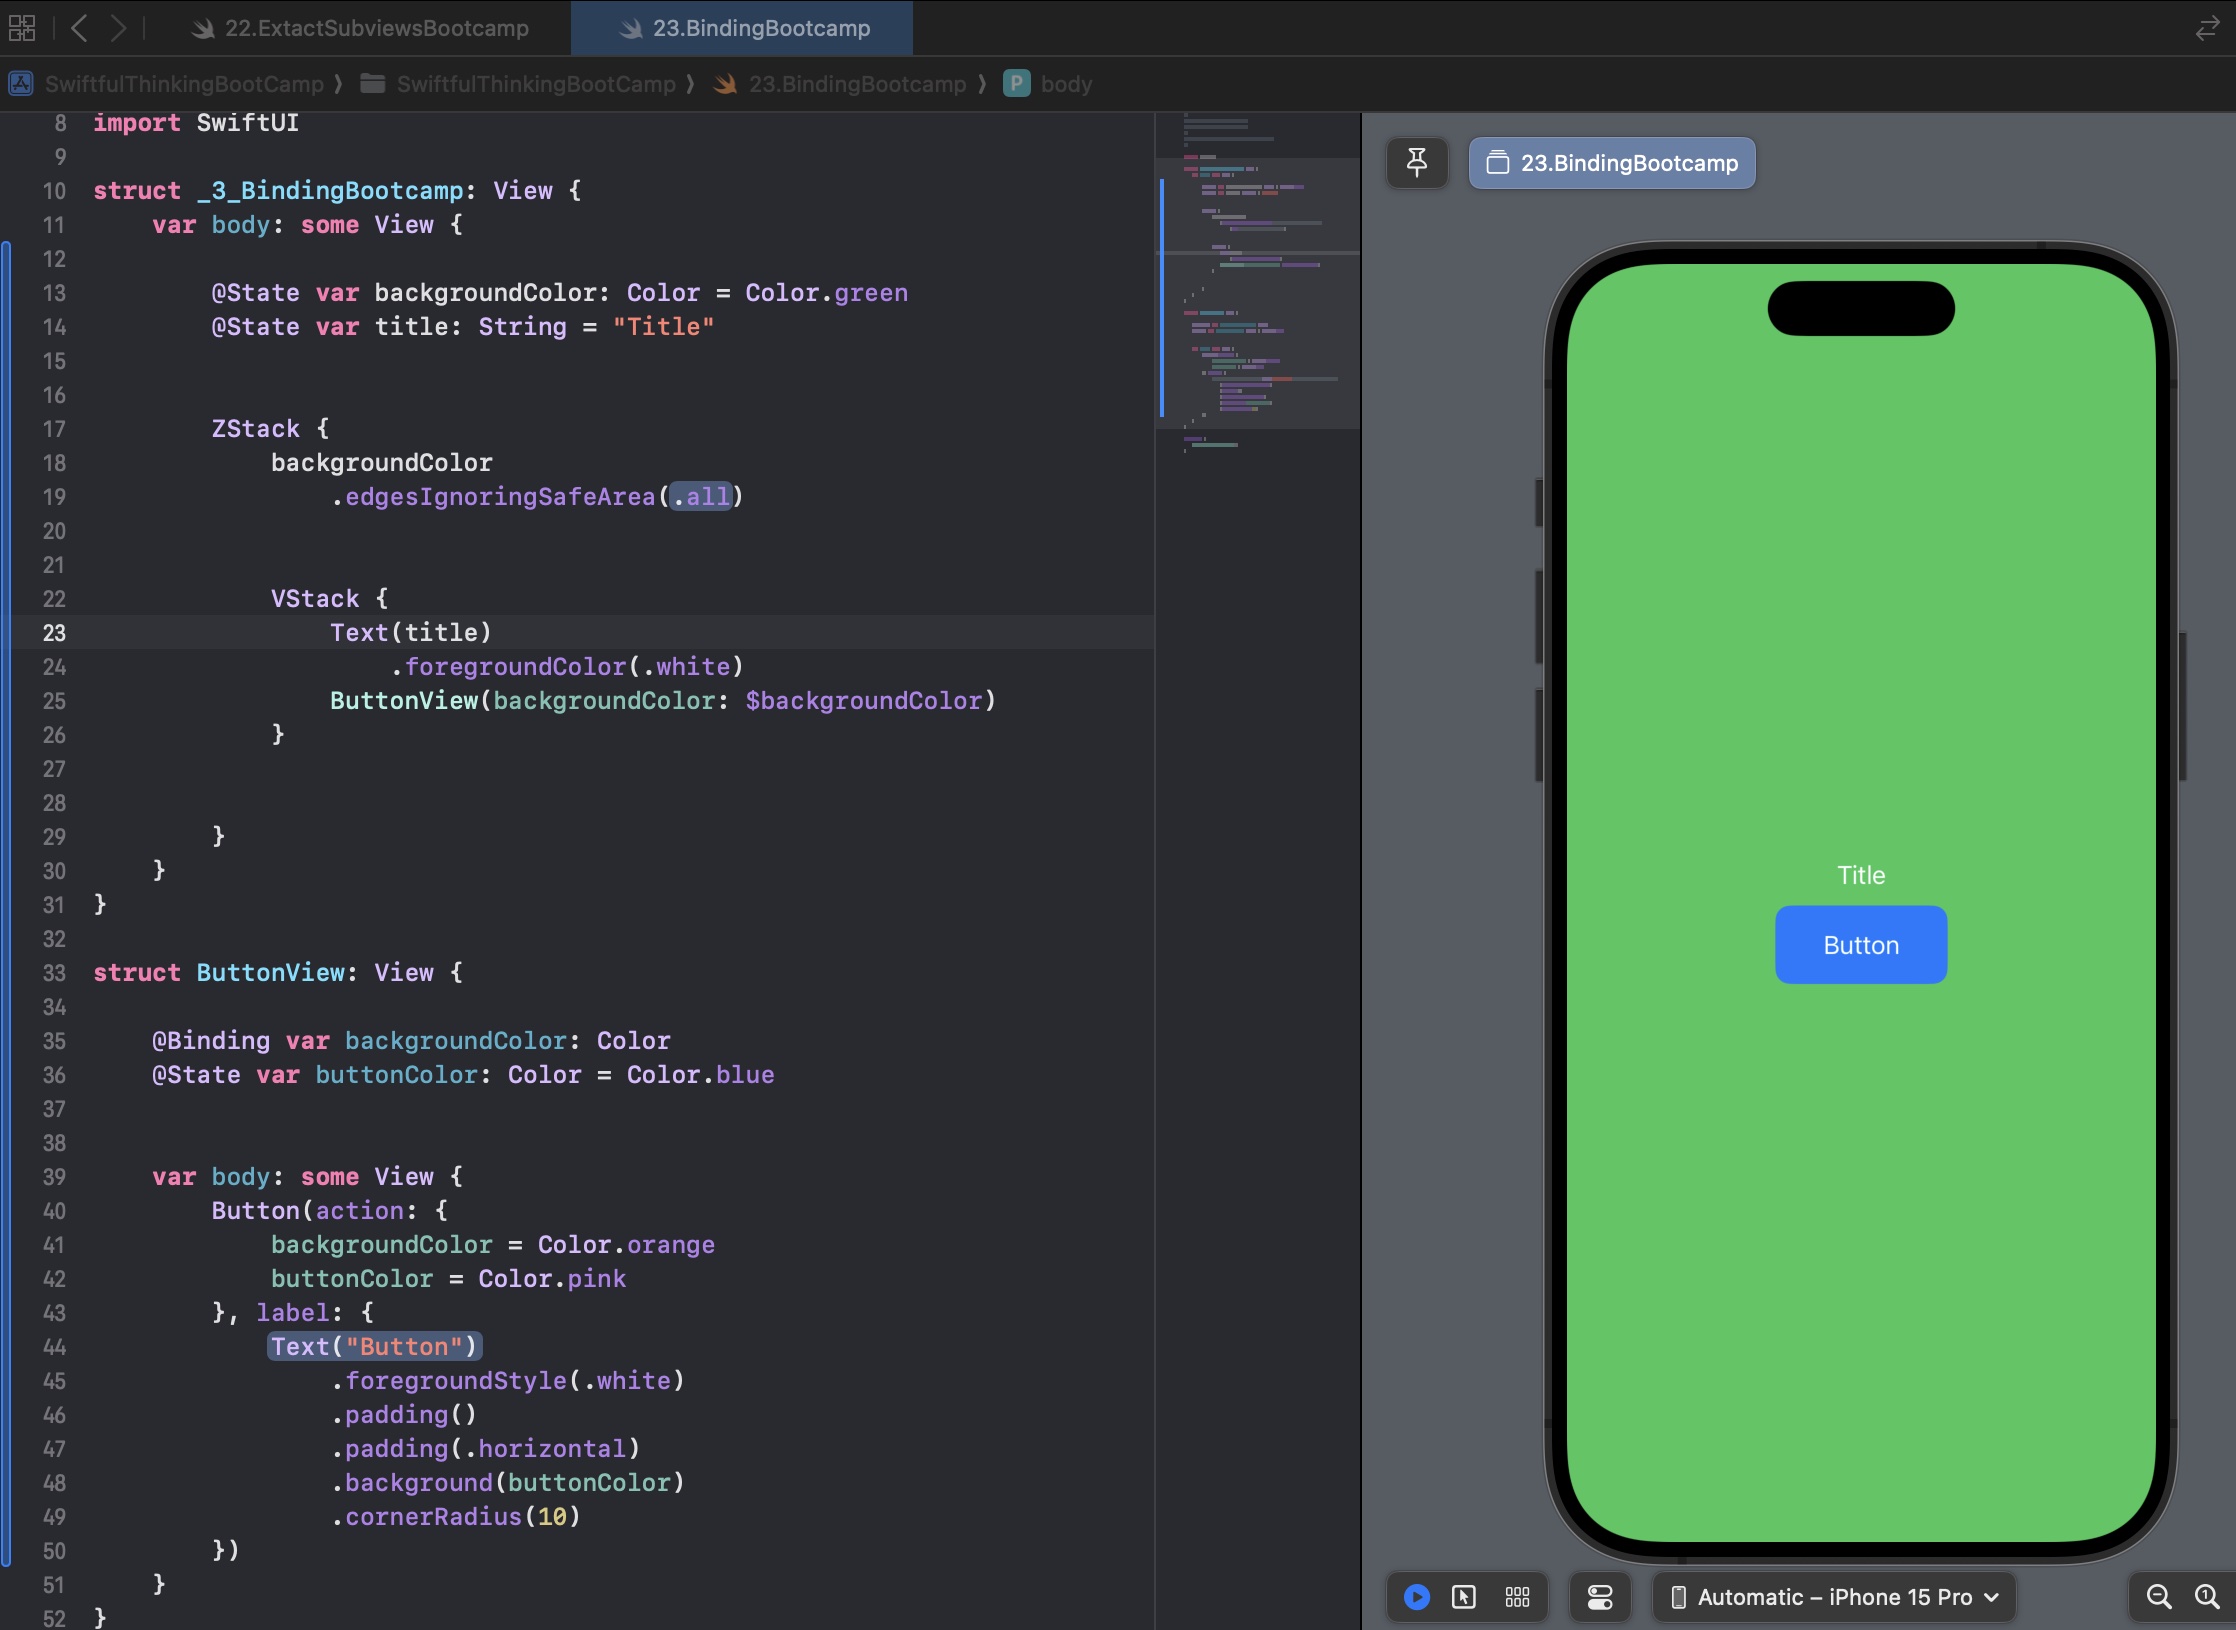 22.ExtactSubviewsBootcamp
23.BindingBootcamp
SwiftfulThinkingBootCamp ⟩ SwiftfulThinkingBootCamp ⟩ 23.BindingBootcamp ⟩ P body
8 import SwiftUI
9
10 struct _3_BindingBootcamp: View {
11 var body: some View {
12
13 @State var backgroundColor: Color = Color.green
14 @State var title: String = "Title"
15
16
17 ZStack {
18 backgroundColor
19 .edgesIgnoringSafeArea(.all)
20
21
22 VStack {
23 Text(title)
24 .foregroundColor(.white)
25 ButtonView(backgroundColor: $backgroundColor)
26 }
27
28
29 }
30 }
31 }
32
33 struct ButtonView: View {
34
35 @Binding var backgroundColor: Color
36 @State var buttonColor: Color = Color.blue
37
38
39 var body: some View {
40 Button(action: {
41 backgroundColor = Color.orange
42 buttonColor = Color.pink
43 }, label: {
44 Text("Button")
45 .foregroundStyle(.white)
46 .padding()
47 .padding(.horizontal)
48 .background(buttonColor)
49 .cornerRadius(10)
50 })
51 }
52 }
23.BindingBootcamp
Title
Button
Automatic – iPhone 15 Pro
1